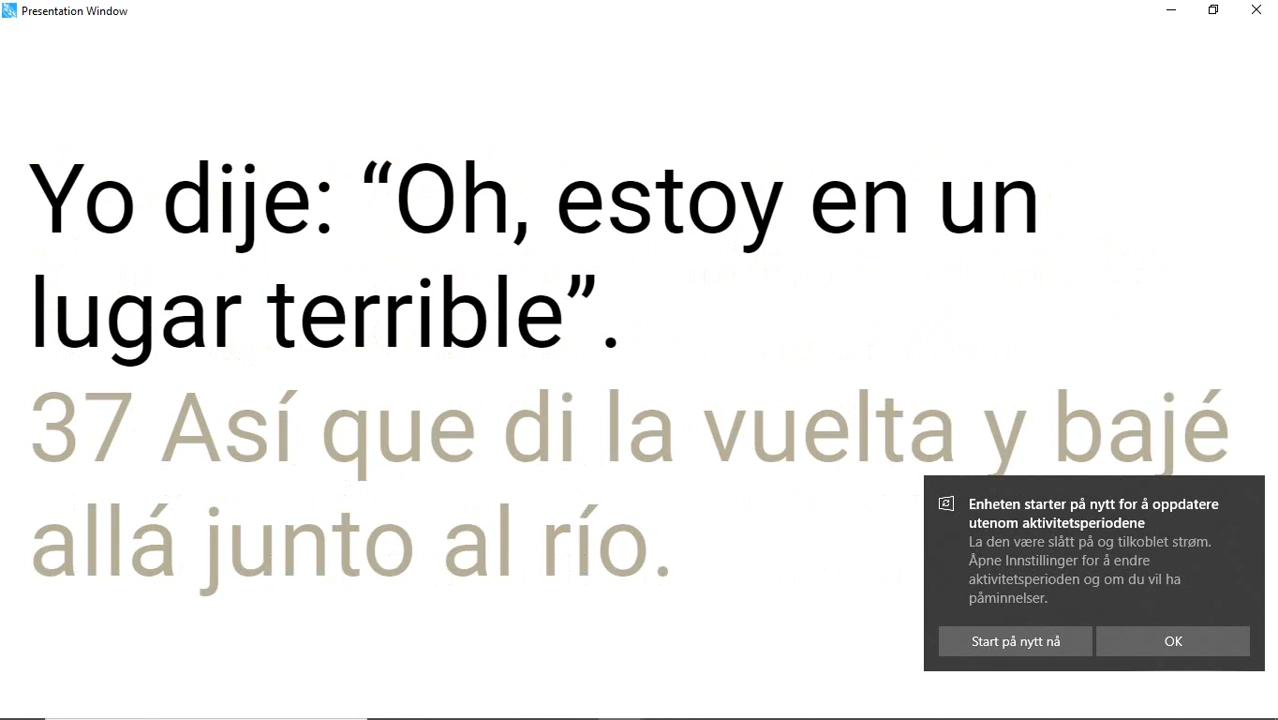 Presentation Window
Yo dije: “Oh, estoy en un
lugar terrible”.
37 Así que di la vuelta y bajé
allá junto al río.
Enheten starter på nytt for å oppdatere
utenom aktivitetsperiodene
La den være slått på og tilkoblet strøm.
Åpne Innstillinger for å endre
aktivitetsperioden og om du vil ha
påminnelser.
Start på nytt nå
OK